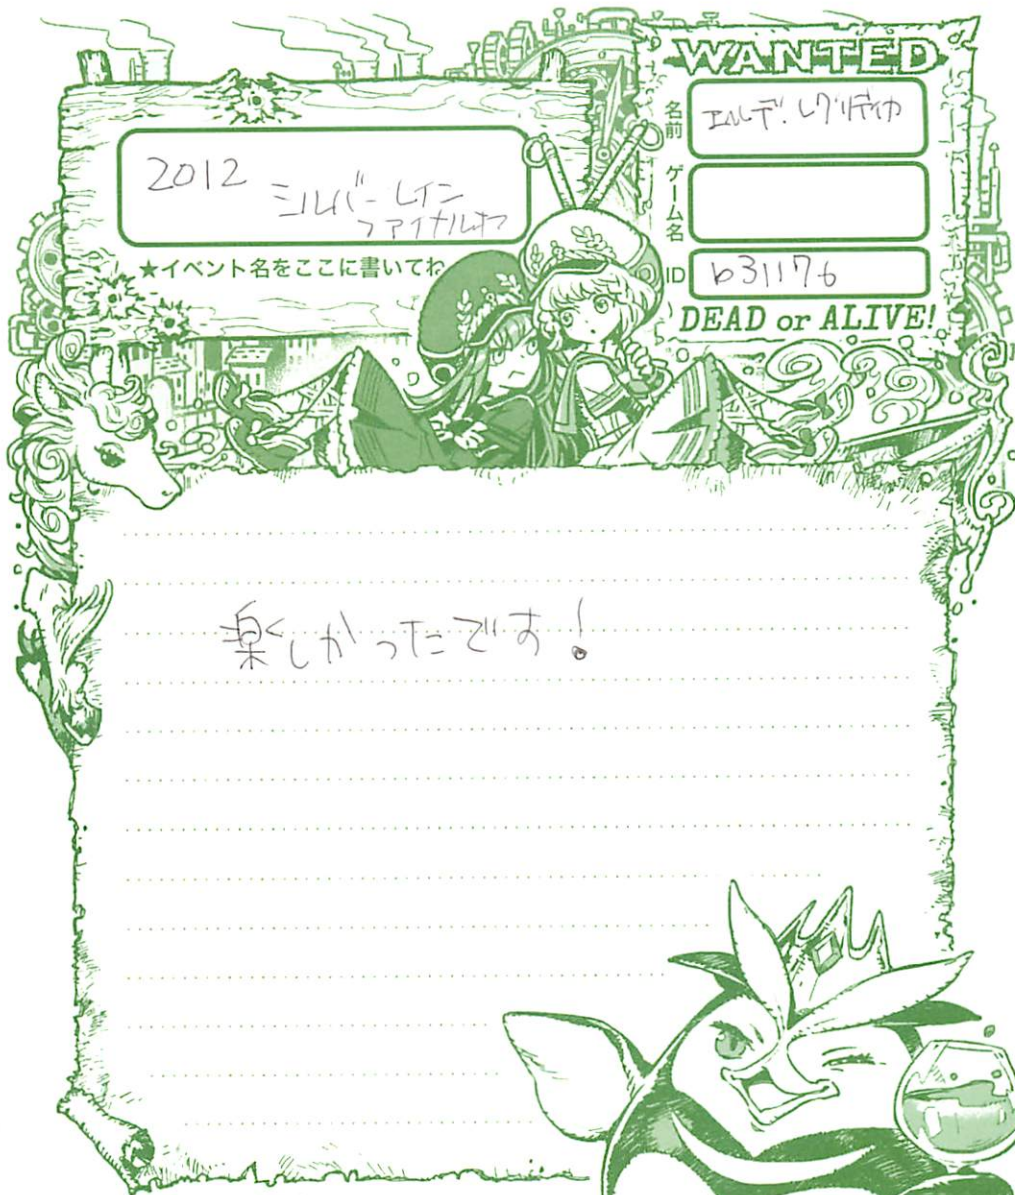 WANTED
名前
エルデ・レグリティカ
2012
シルバーレイン
ファイナルオフ
ゲーム名
★イベント名をここに書いてね
ID
b31176
DEAD or ALIVE!
楽しかったです!